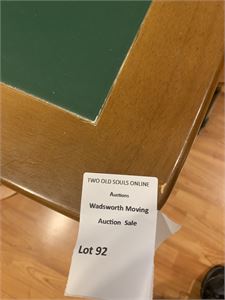 TWO OLD SOULS ONLINE
Auctions
Wadsworth Moving
Auction Sale
Lot 92